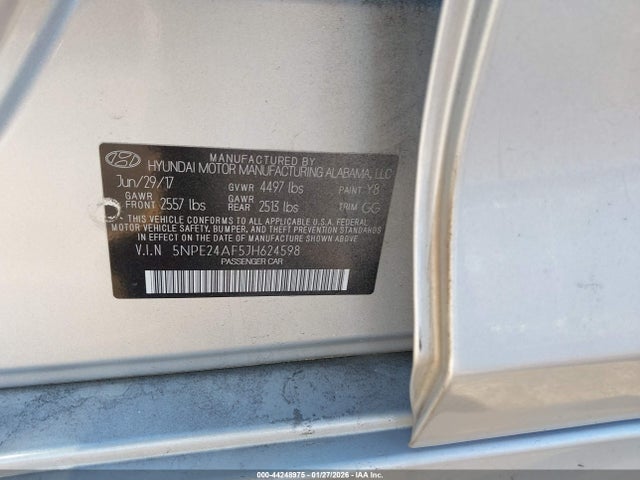 MANUFACTURED BY
HYUNDAI MOTOR MANUFACTURING ALABAMA, LLC
Jun/29/17 GVWR 4497 lbs PAINT Y8
GAWR FRONT 2557 lbs GAWR REAR 2513 lbs TRIM GG
THIS VEHICLE CONFORMS TO ALL APPLICABLE U.S.A. FEDERAL
MOTOR VEHICLE SAFETY, BUMPER, AND THEFT PREVENTION STANDARDS
IN EFFECT ON THE DATE OF MANUFACTURE SHOWN ABOVE.
V.I.N 5NPE24AF5JH624598
PASSENGER CAR
000-44248975 - 01/27/2026 - IAA Inc.